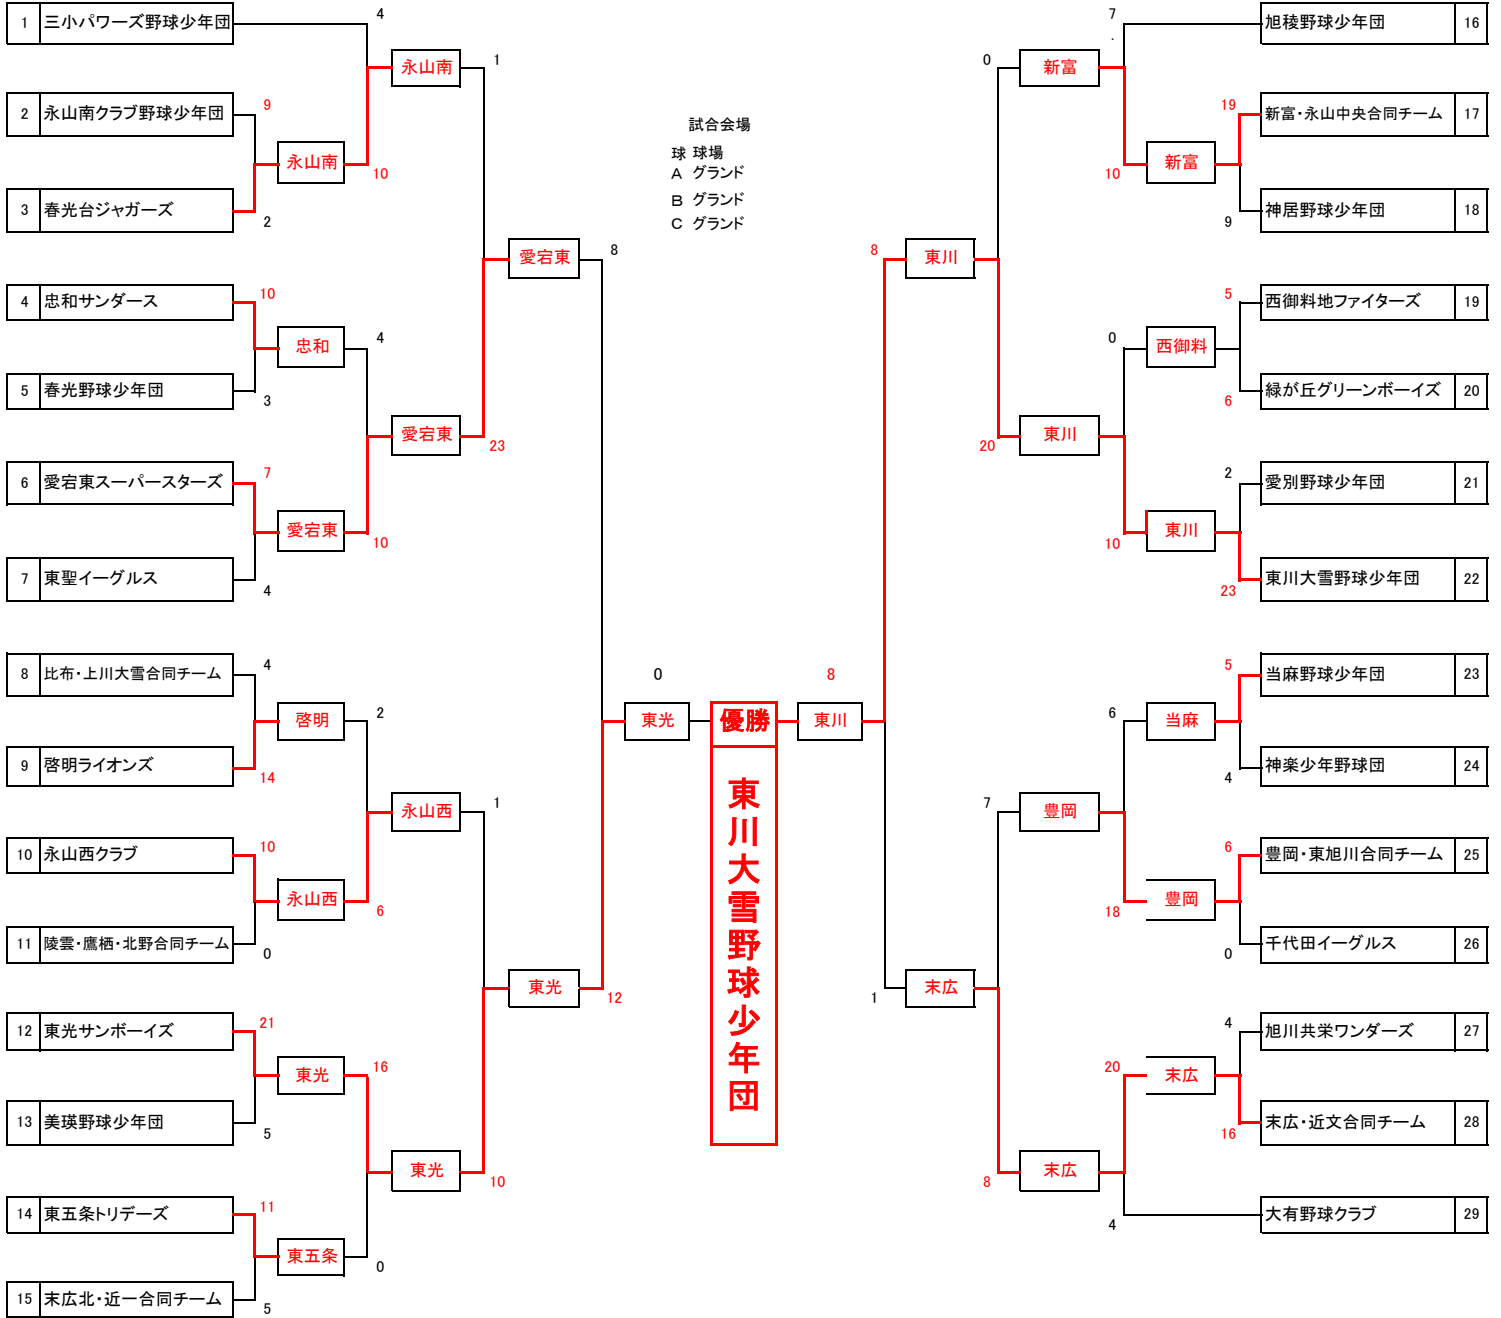 1 三小パワーズ野球少年団
4
永山南
1
2 永山南クラブ野球少年団
9
永山南
10
3 春光台ジャガーズ
2
愛宕東
8
4 忠和サンダース
10
忠和
4
5 春光野球少年団
3
愛宕東
23
6 愛宕東スーパースターズ
7
愛宕東
10
7 東聖イーグルス
4
8 比布・上川大雪合同チーム
4
啓明
2
9 啓明ライオンズ
14
永山西
1
10 永山西クラブ
10
永山西
6
11 陵雲・鷹栖・北野合同チーム
0
東光
12
12 東光サンボーイズ
21
東光
16
13 美瑛野球少年団
5
東光
10
14 東五条トリデーズ
11
東五条
0
15 末広北・近一合同チーム
5
試合会場
球 球場
A グランド
B グランド
C グランド
0
東光
優勝
東川大雪野球少年団
8
東川
7
.
旭稜野球少年団 16
0
新富
19
新富・永山中央合同チーム 17
新富
10
神居野球少年団 18
9
8
東川
5
西御料地ファイターズ 19
0
西御料
緑が丘グリーンボーイズ 20
6
東川
20
2
愛別野球少年団 21
東川
10
東川大雪野球少年団 22
23
5
当麻野球少年団 23
6
当麻
神楽少年野球団 24
4
7
豊岡
6
豊岡・東旭川合同チーム 25
豊岡
18
千代田イーグルス 26
0
末広
1
4
旭川共栄ワンダーズ 27
20
末広
末広・近文合同チーム 28
16
末広
8
大有野球クラブ 29
4